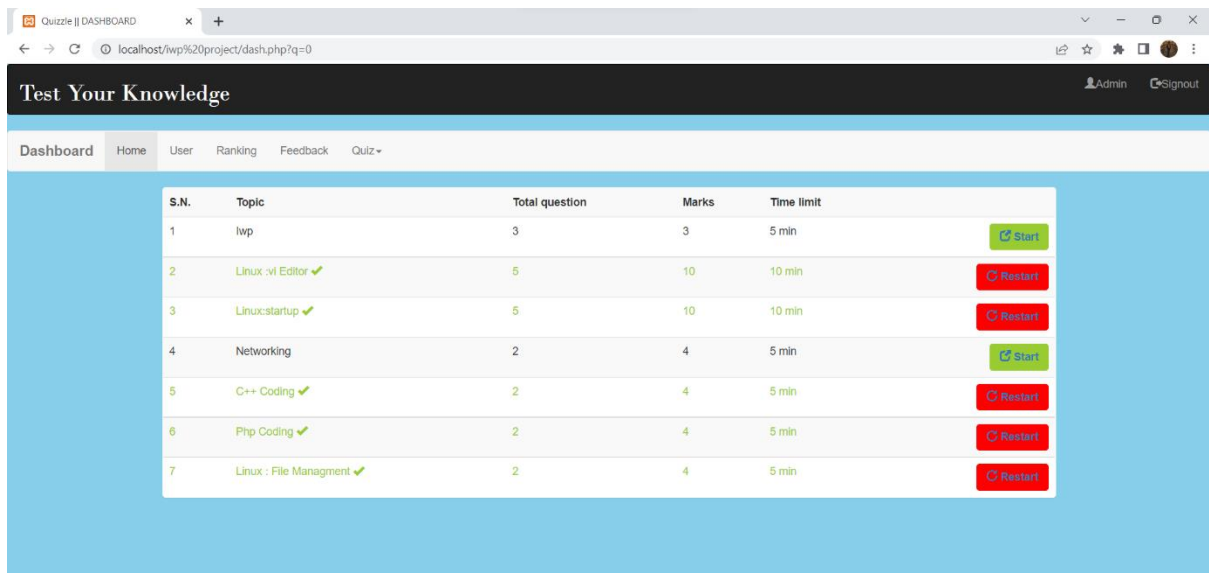 Quizzle || DASHBOARD
localhost/iwp%20project/dash.php?q=0
Test Your Knowledge Admin Signout
Dashboard Home User Ranking Feedback Quiz
S.N. Topic Total question Marks Time limit
1 Iwp 3 3 5 min Start
2 Linux :vi Editor 5 10 10 min Restart
3 Linux:startup 5 10 10 min Restart
4 Networking 2 4 5 min Start
5 C++ Coding 2 4 5 min Restart
6 Php Coding 2 4 5 min Restart
7 Linux : File Managment 2 4 5 min Restart